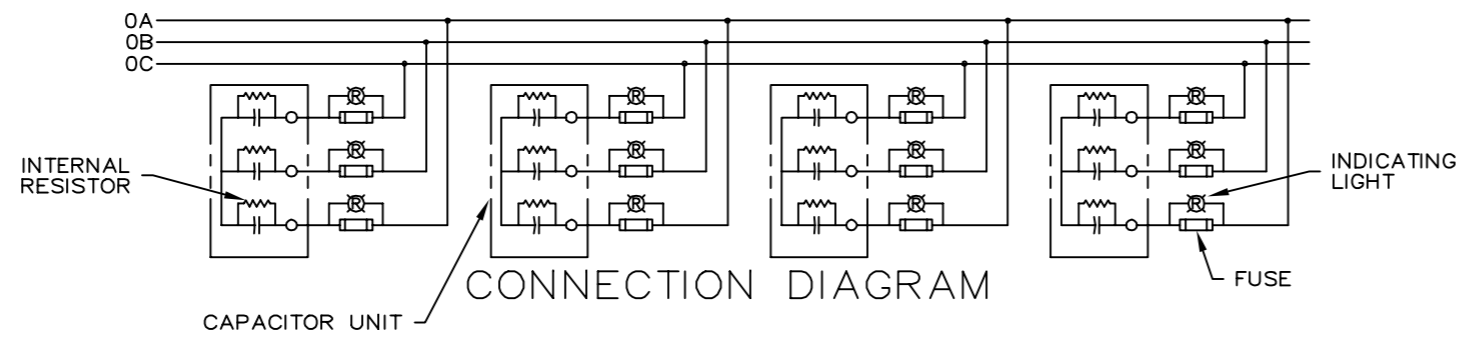 0A
0B
0C
R R R R
R R R R
INTERNAL
RESISTOR
INDICATING
LIGHT
R R R R
CONNECTION DIAGRAM
FUSE
CAPACITOR UNIT